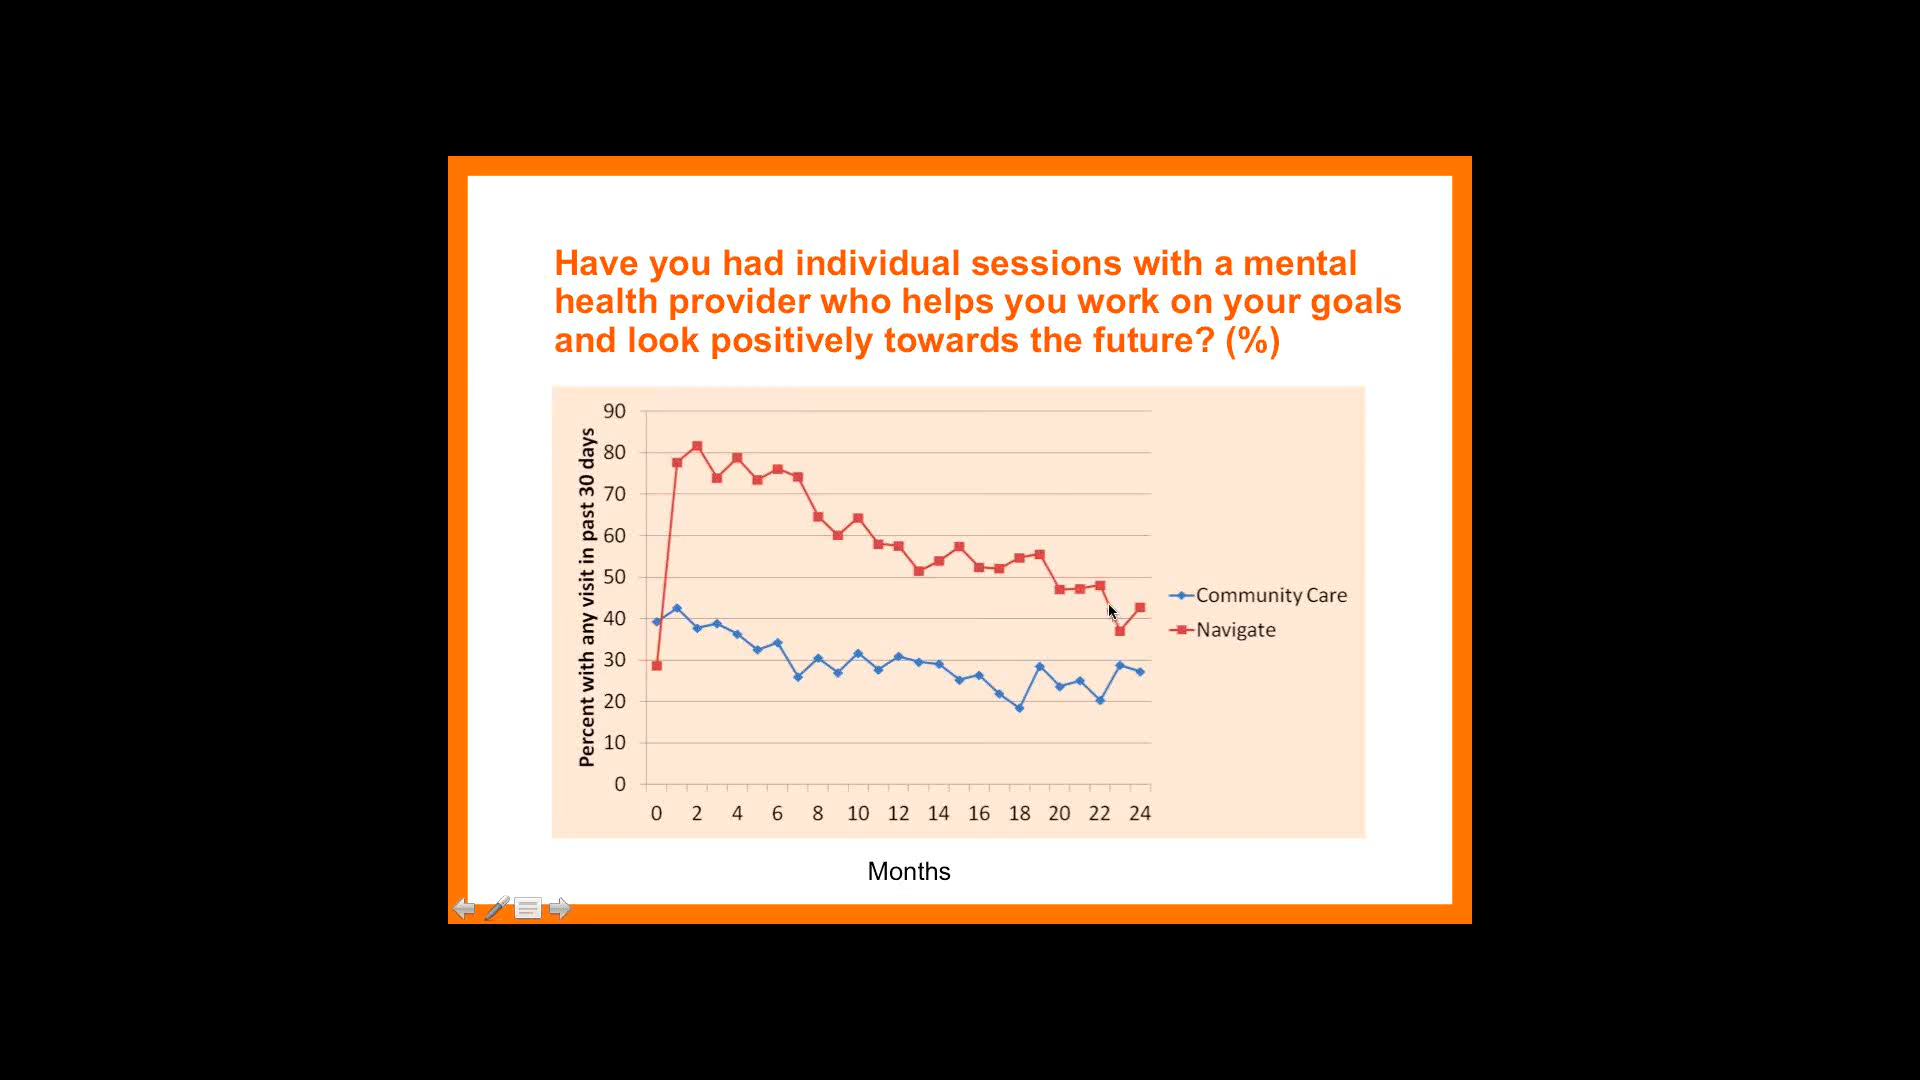 Have you had individual sessions with a mental
health provider who helps you work on your goals
and look positively towards the future? (%)
Percent with any visit in past 30 days
90
80
70
60
50
40
30
20
10
0
0 2 4 6 8 10 12 14 16 18 20 22 24
Community Care
Navigate
Months